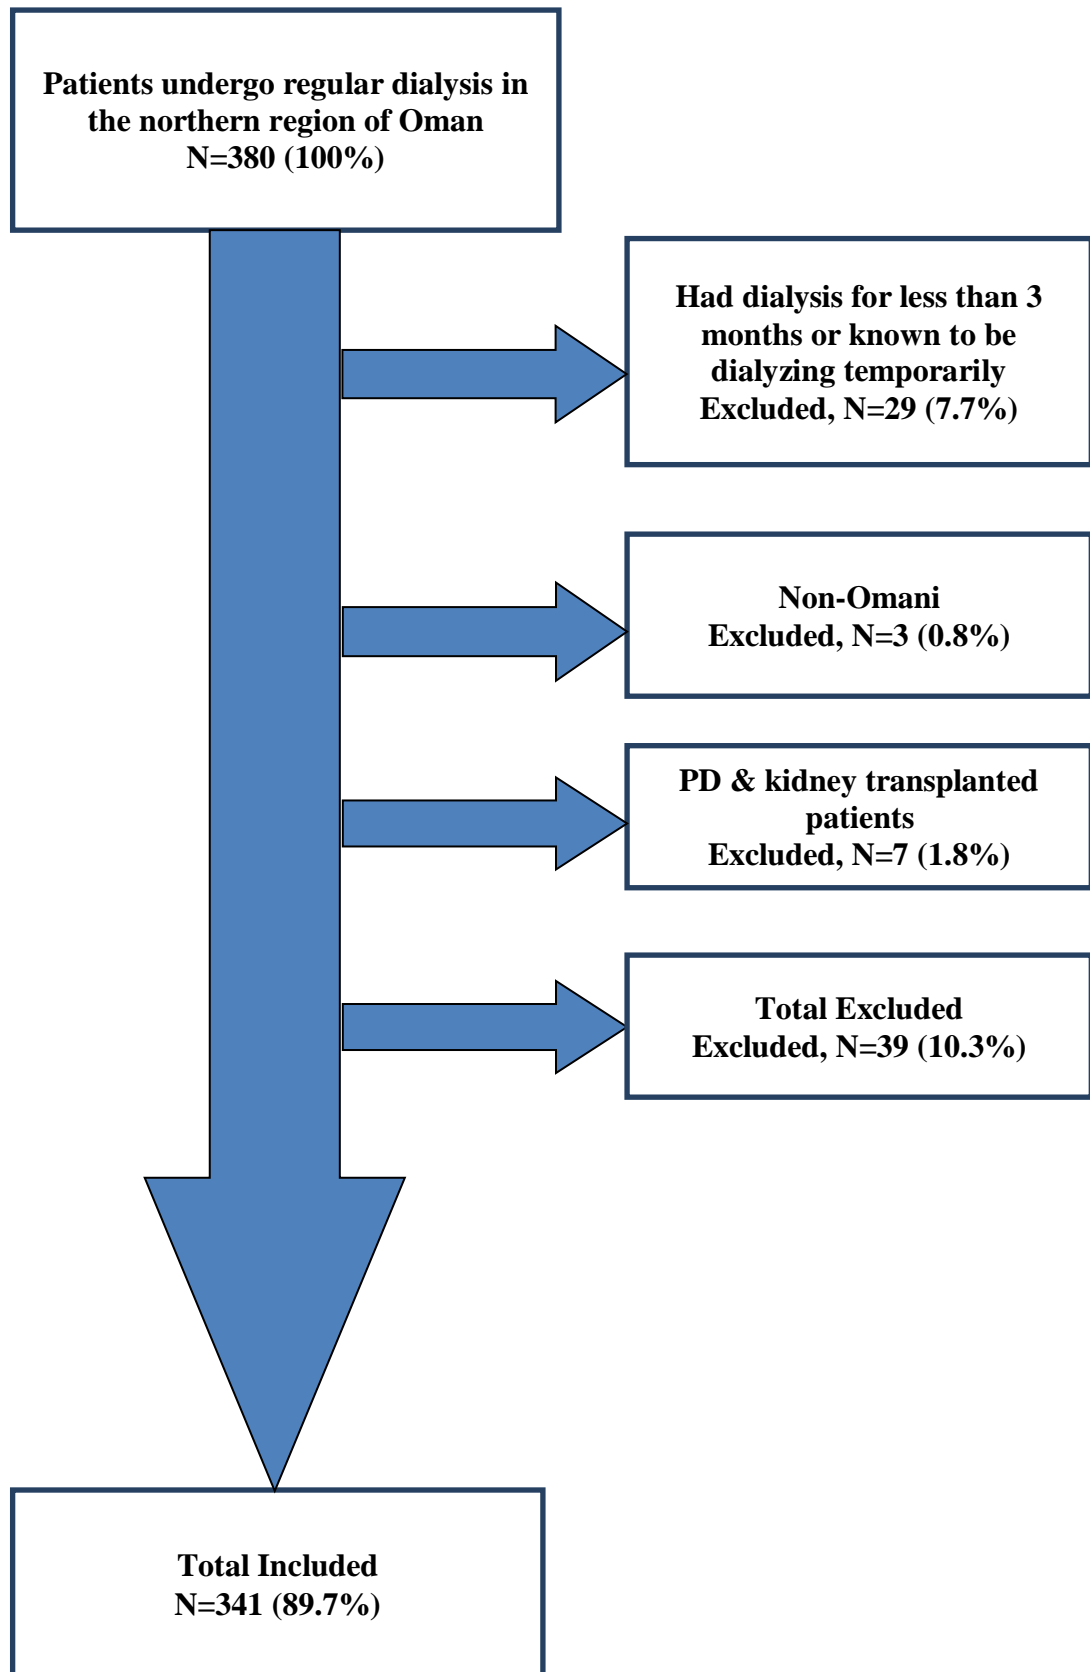 Patients undergo regular dialysis in
the northern region of Oman
N=380 (100%)
Had dialysis for less than 3
months or known to be
dialyzing temporarily
Excluded, N=29 (7.7%)
Non-Omani
Excluded, N=3 (0.8%)
PD & kidney transplanted
patients
Excluded, N=7 (1.8%)
Total Excluded
Excluded, N=39 (10.3%)
Total Included
N=341 (89.7%)